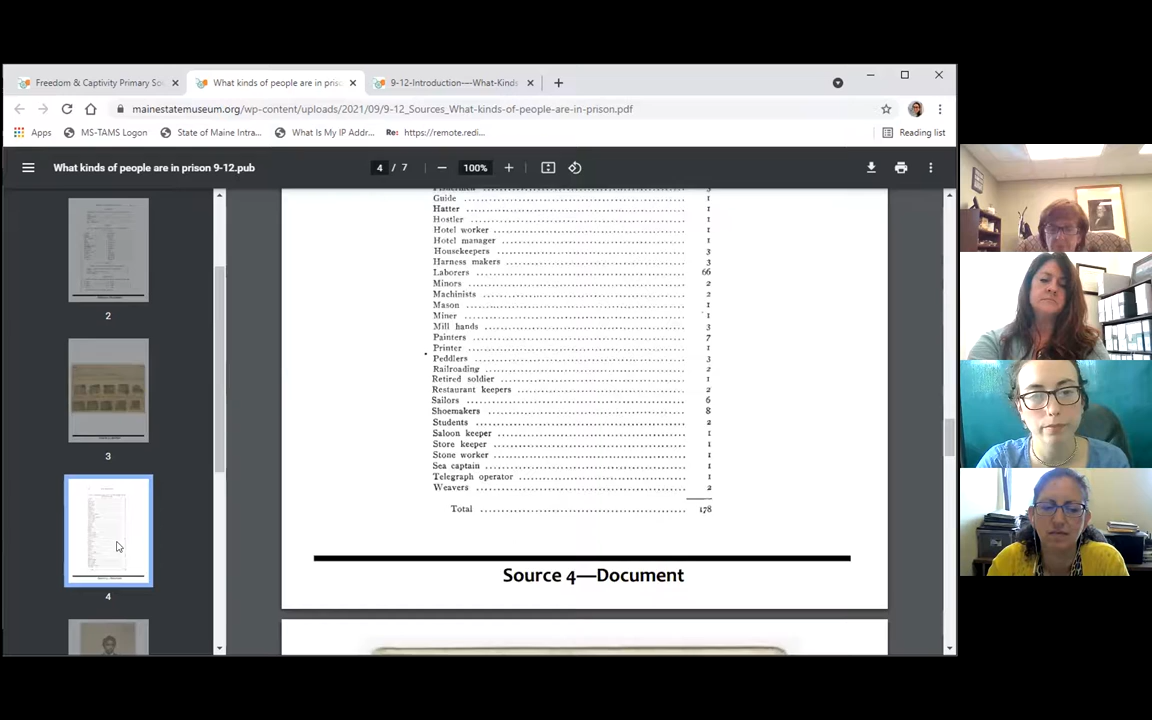 Freedom & Captivity Primary So
What kinds of people are in priso
9-12-Introduction-—What-Kinds
mainestatemuseum.org/wp-content/uploads/2021/09/9-12_Sources_What-kinds-of-people-are-in-prison.pdf
Apps
MS-TAMS Logon
State of Maine Intra...
What Is My IP Addr...
Re: https://remote.redi...
Reading list
What kinds of people are in prison 9-12.pub
4 / 7
100%
Guide 1
Hatter 1
Hostler 1
Hotel worker 1
Hotel manager 1
Housekeepers 3
Harness makers 3
Laborers 66
Minors 2
Machinists 2
Mason 1
Miner 1
Mill hands 3
Painters 7
Printer 1
Peddlers 3
Railroading 2
Retired soldier 1
Restaurant keepers 2
Sailors 6
Shoemakers 8
Students 2
Saloon keeper 1
Store keeper 1
Stone worker 1
Sea captain 1
Telegraph operator 1
Weavers 2
Total 178
Source 4—Document
2
3
4